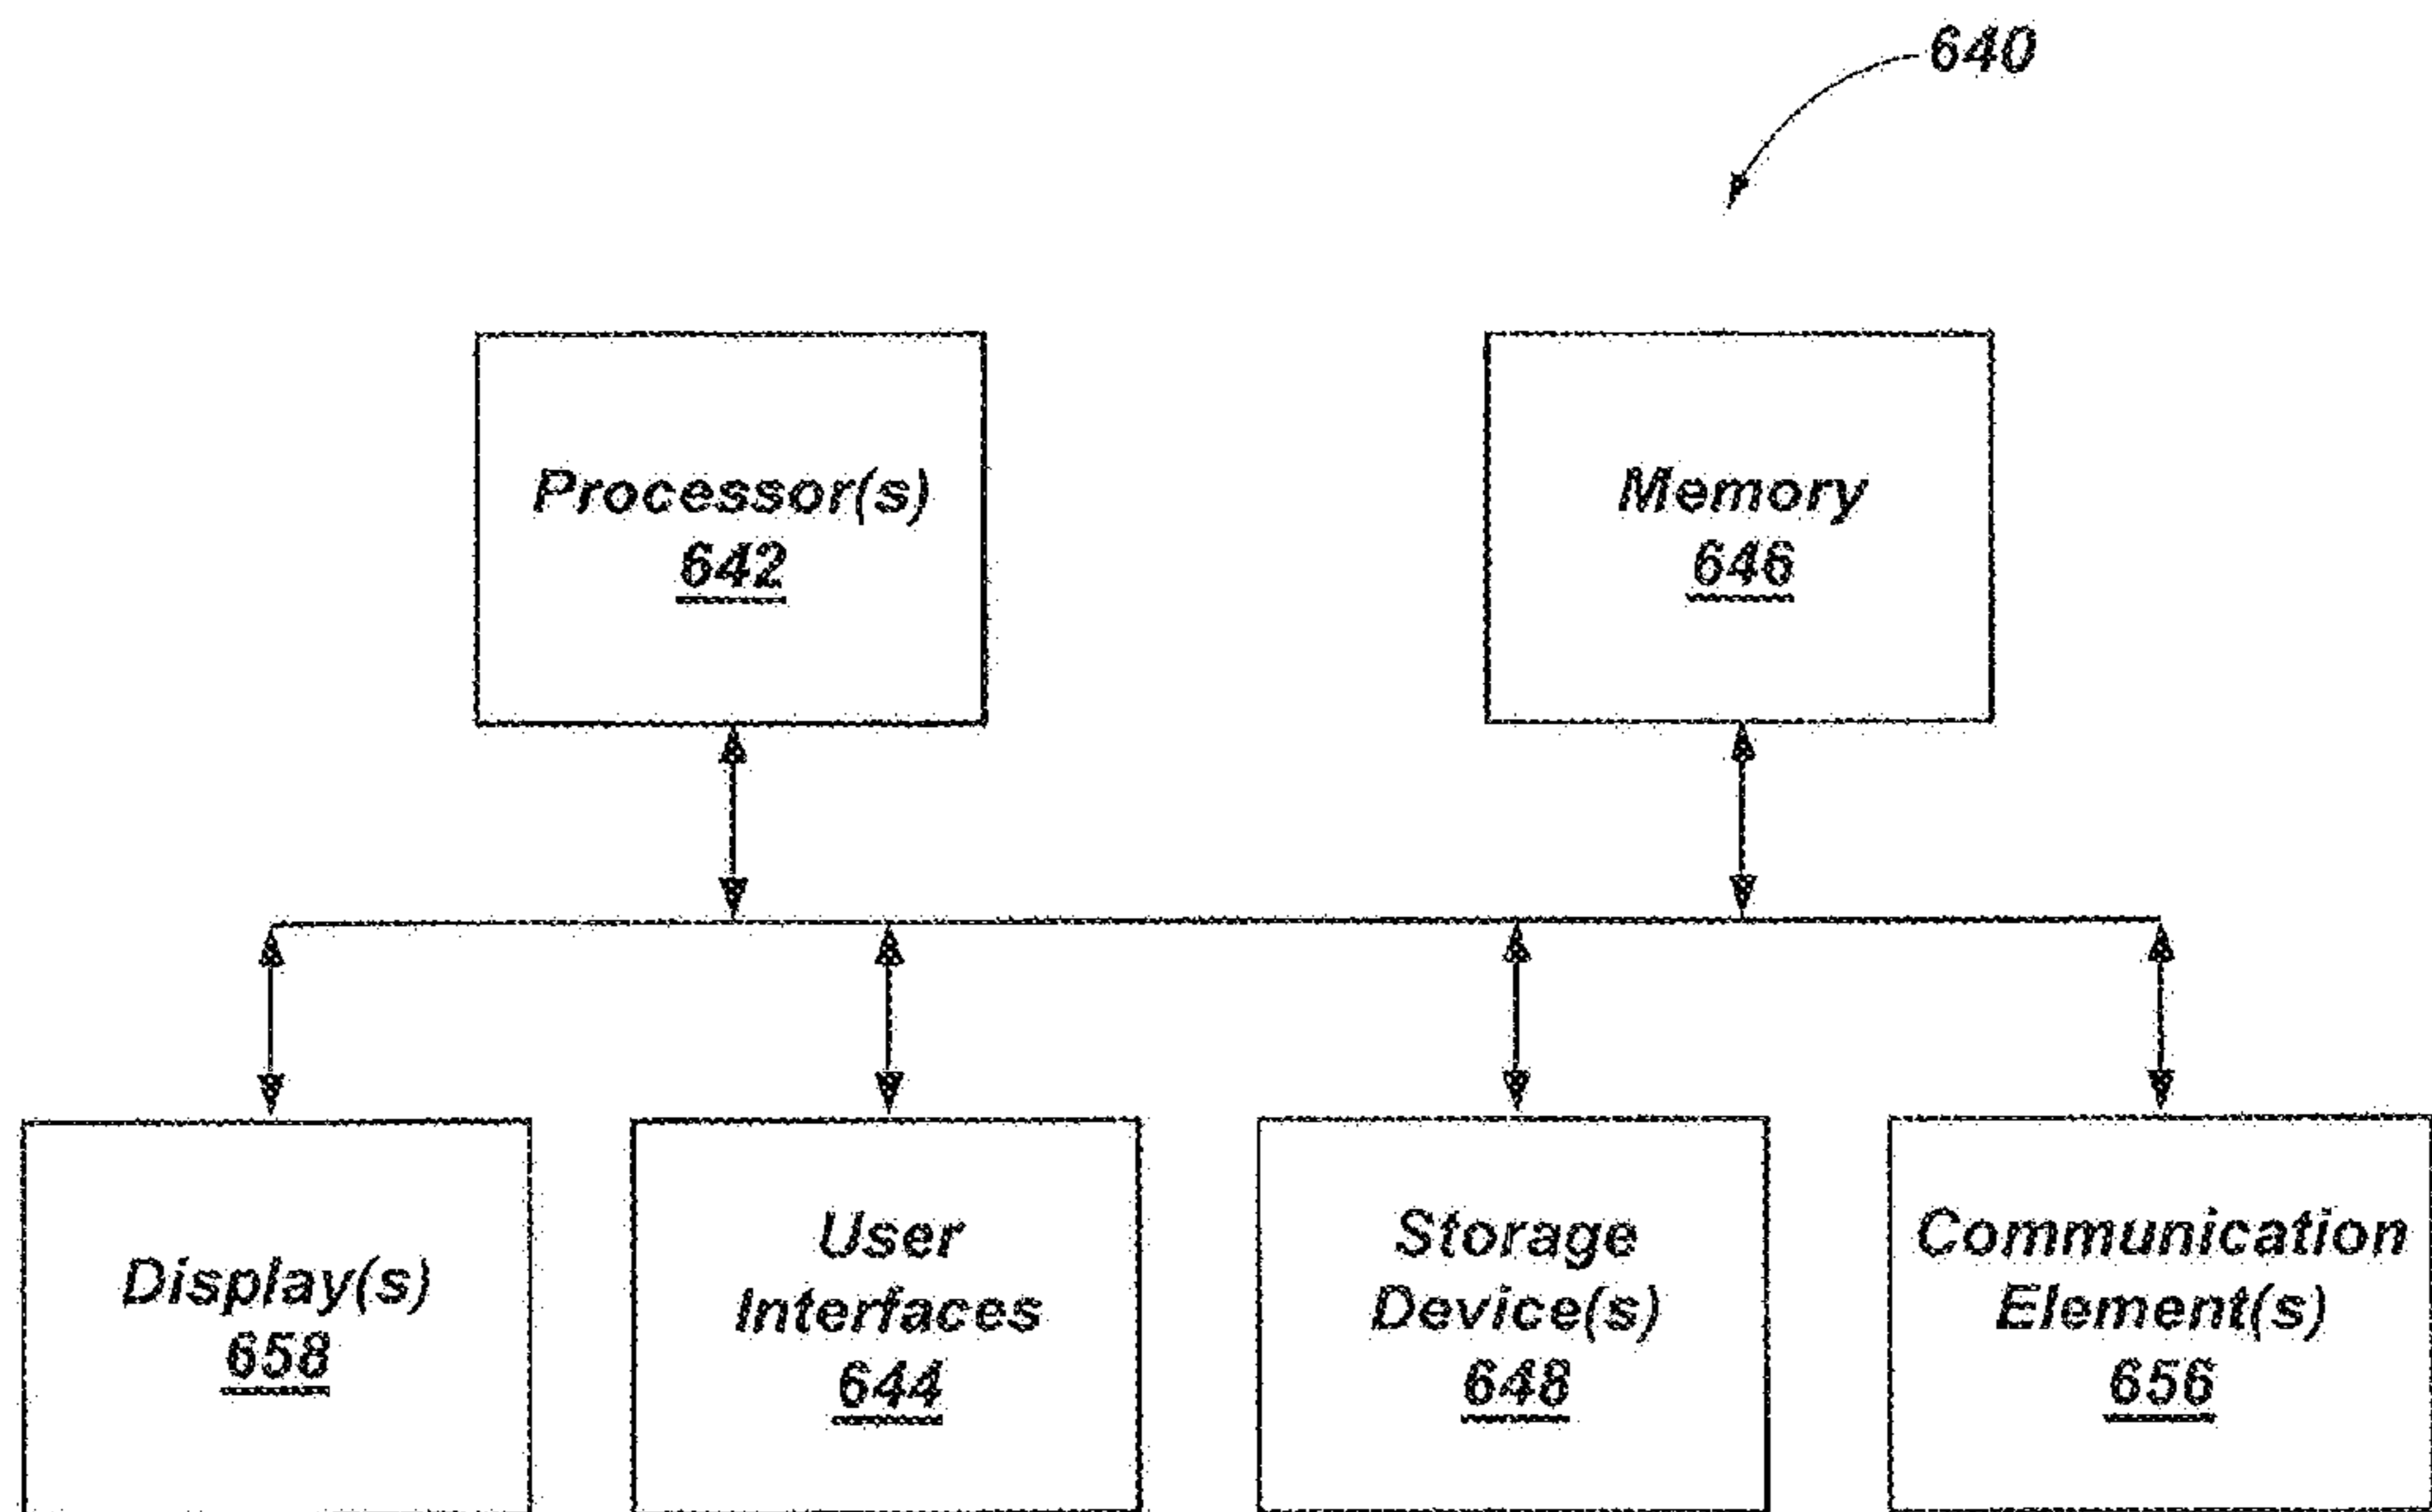 640
Processor(s)
642
Memory
646
Display(s)
658
User
Interfaces
644
Storage
Device(s)
648
Communication
Element(s)
656